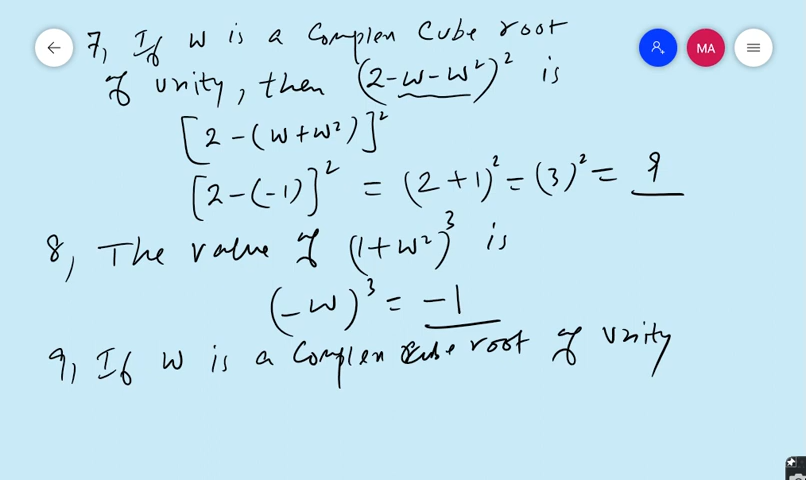 7, If w is a Complex Cube root
MA
of unity, then (2-w-w²)² is
[2-(w+w²)]²
[2-(-1)]² = (2+1)² = (3)² = 9
8, The value of (1+w²)³ is
(-w)³ = -1
9, If w is a Complex Cube root of unity